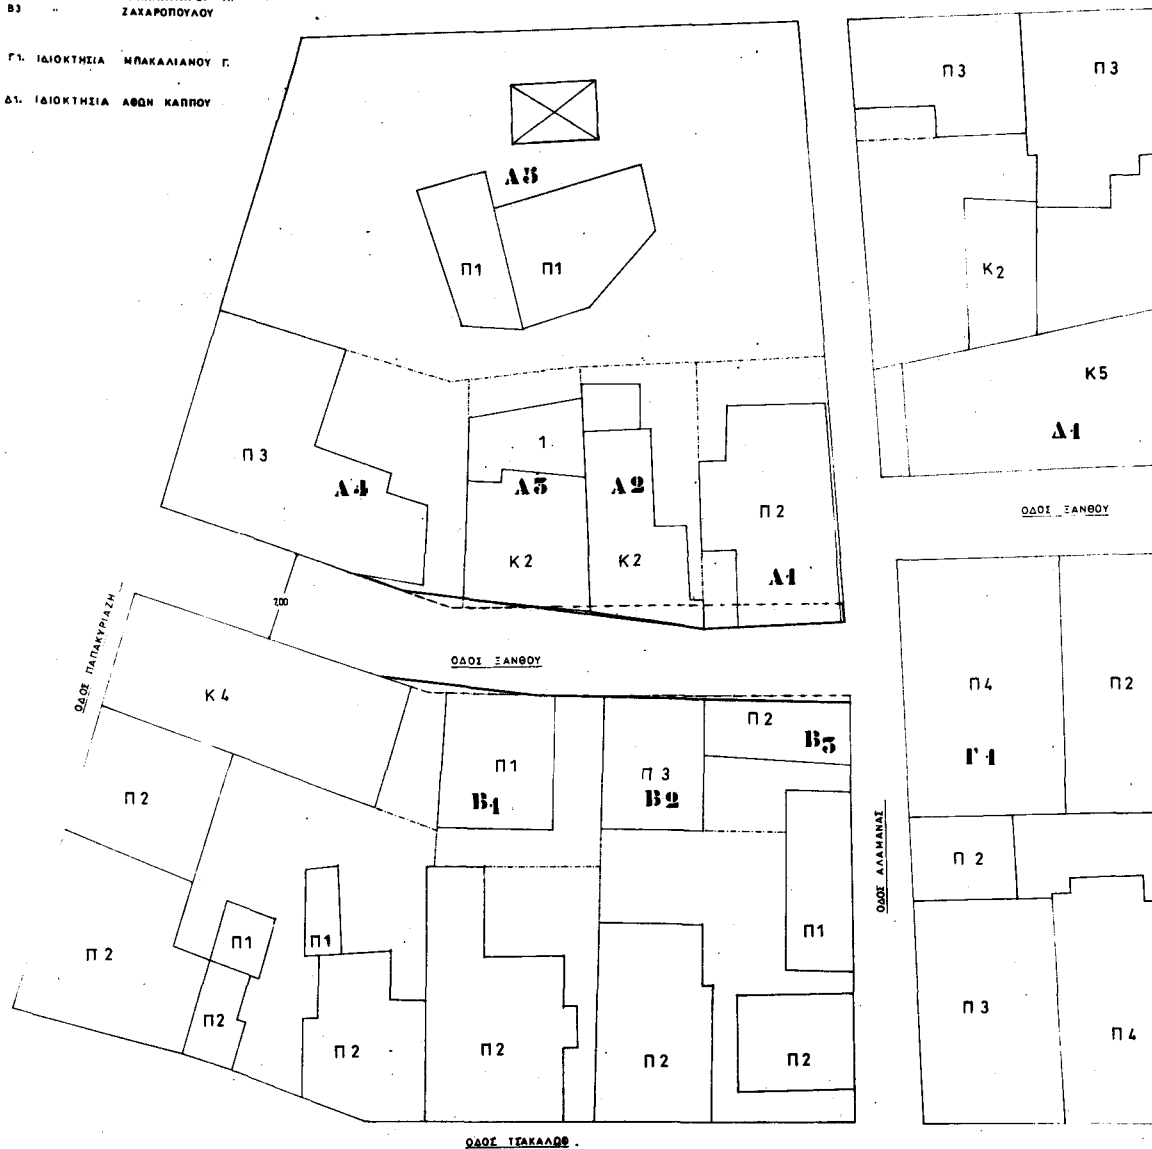 Β3 " ΖΑΧΑΡΟΠΟΥΛΟΥ
Γ1. ΙΔΙΟΚΤΗΣΙΑ ΜΠΑΚΑΛΙΑΝΟΥ Γ.
Δ1. ΙΔΙΟΚΤΗΣΙΑ ΑΦΩΝ ΚΑΠΠΟΥ
Π3
Π3
Α5
Π1
Π1
Κ2
Κ5
Δ1
Π3
Α4
1
Α3
Α2
Π2
Κ2
Κ2
Α1
ΟΔΟΣ ΞΑΝΘΟΥ
7.00
ΟΔΟΣ ΠΑΠΑΚΥΡΙΑΖΗ
ΟΔΟΣ ΞΑΝΘΟΥ
Κ4
Π4
Π2
Π2
Β3
Π1
Β1
Π3
Β2
Γ1
Π2
ΟΔΟΣ ΑΛΑΜΑΝΑΣ
Π2
Π2
Π1
Π1
Π1
Π2
Π2
Π2
Π2
Π2
Π3
Π4
ΟΔΟΣ ΤΣΑΚΑΛΩΦ.